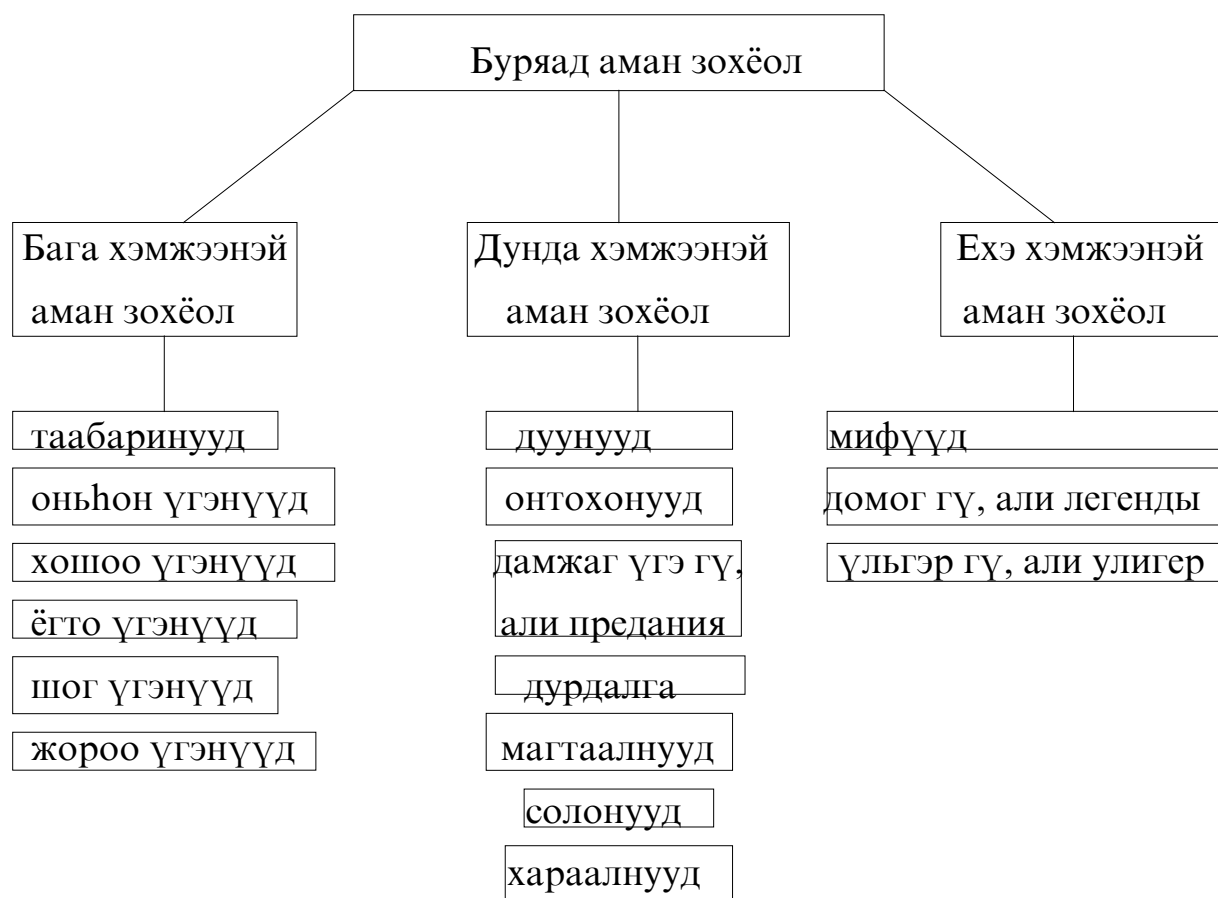 Буряад аман зохёол
Бага хэмжээнэй
аман зохёол
таабаринууд
оньһон үгэнүүд
хошоо үгэнүүд
ёгто үгэнүүд
шог үгэнүүд
жороо үгэнүүд
Дунда хэмжээнэй
аман зохёол
дуунууд
онтохонууд
дамжаг үгэ гү,
али предания
дурдалга
магтаалнууд
солонууд
хараалнууд
Ехэ хэмжээнэй
аман зохёол
мифүүд
домог гү, али легенды
үльгэр гү, али улигер